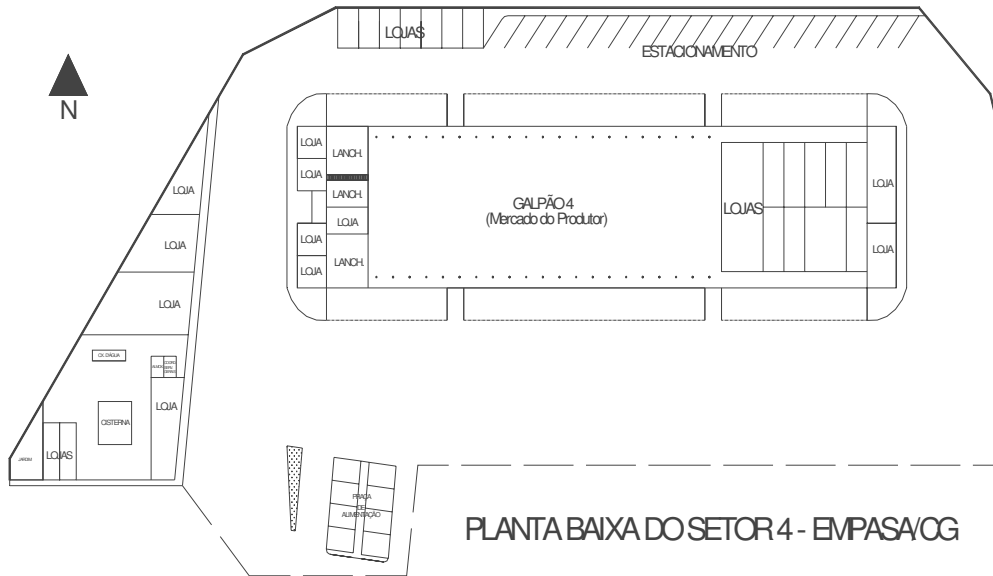 LOJAS
ESTACIONAMENTO
N
LOJA
LANCH.
LOJA
LOJA
LANCH.
LOJA
GALPÃO 4
(Mercado do Produtor)
LOJAS
LOJA
LOJA
LOJA
LOJA
LOJA
LANCH.
LOJA
LOJA
CX. D'ÁGUA
LOJA
CISTERNA
LOJAS
JARDIM
PRAÇA
DE
ALIMENTAÇÃO
PLANTA BAIXA DO SETOR 4 - EMPASA/CG